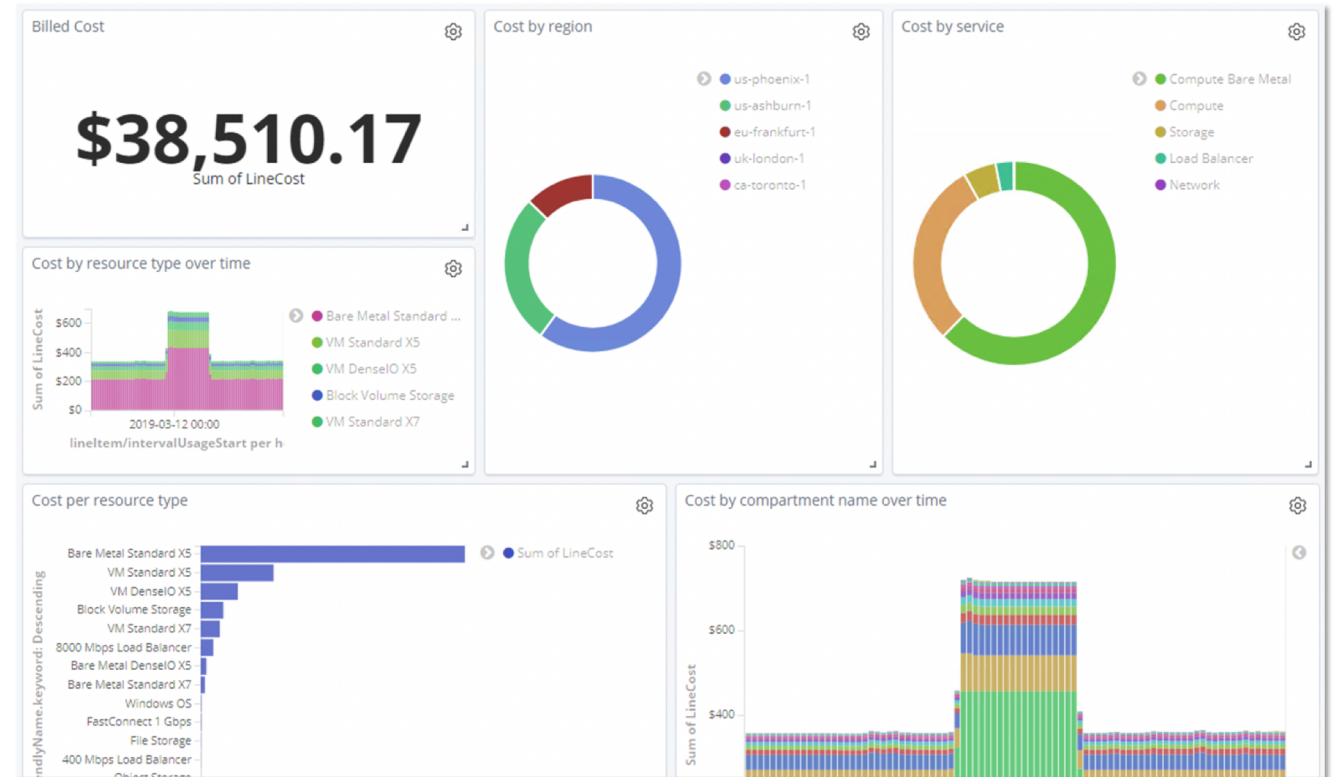 Billed Cost
$38,510.17
Sum of LineCost
Cost by region
us-phoenix-1
us-ashburn-1
eu-frankfurt-1
uk-london-1
ca-toronto-1
Cost by service
Compute Bare Metal
Compute
Storage
Load Balancer
Network
Cost by resource type over time
Sum of LineCost
$600
$400
$200
$0
2019-03-12 00:00
lineItem/intervalUsageStart per h
Bare Metal Standard ...
VM Standard X5
VM DenseIO X5
Block Volume Storage
VM Standard X7
Cost per resource type
endlyName.keyword: Descending
Bare Metal Standard X5
VM Standard X5
VM DenseIO X5
Block Volume Storage
VM Standard X7
8000 Mbps Load Balancer
Bare Metal DenseIO X5
Bare Metal Standard X7
Windows OS
FastConnect 1 Gbps
File Storage
400 Mbps Load Balancer
Object Storage
Sum of LineCost
Cost by compartment name over time
Sum of LineCost
$800
$600
$400